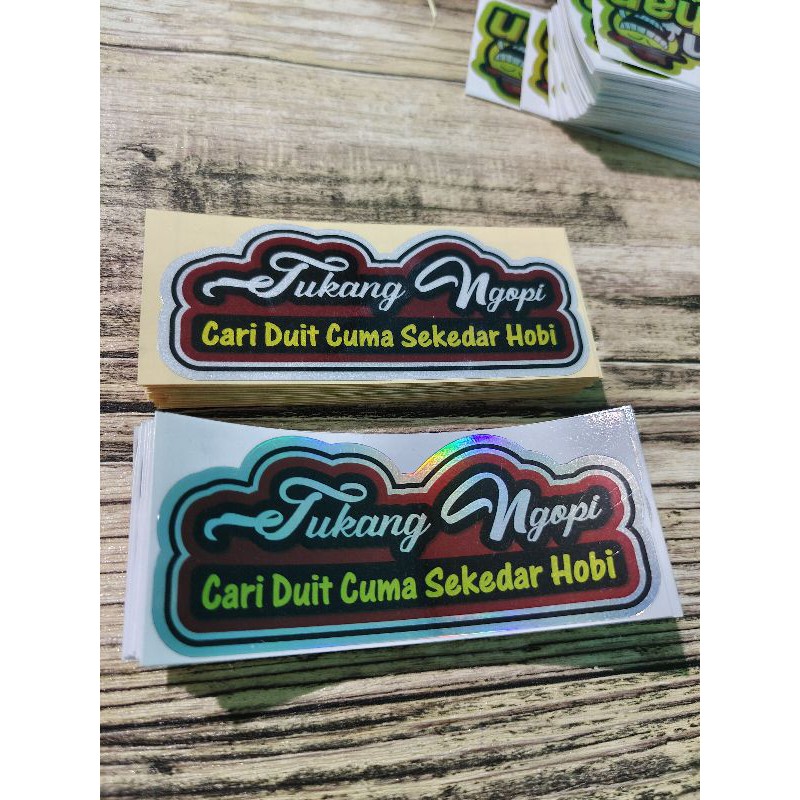 Tukang Ngopi
Cari Duit Cuma Sekedar Hobi
Tukang Ngopi
Cari Duit Cuma Sekedar Hobi